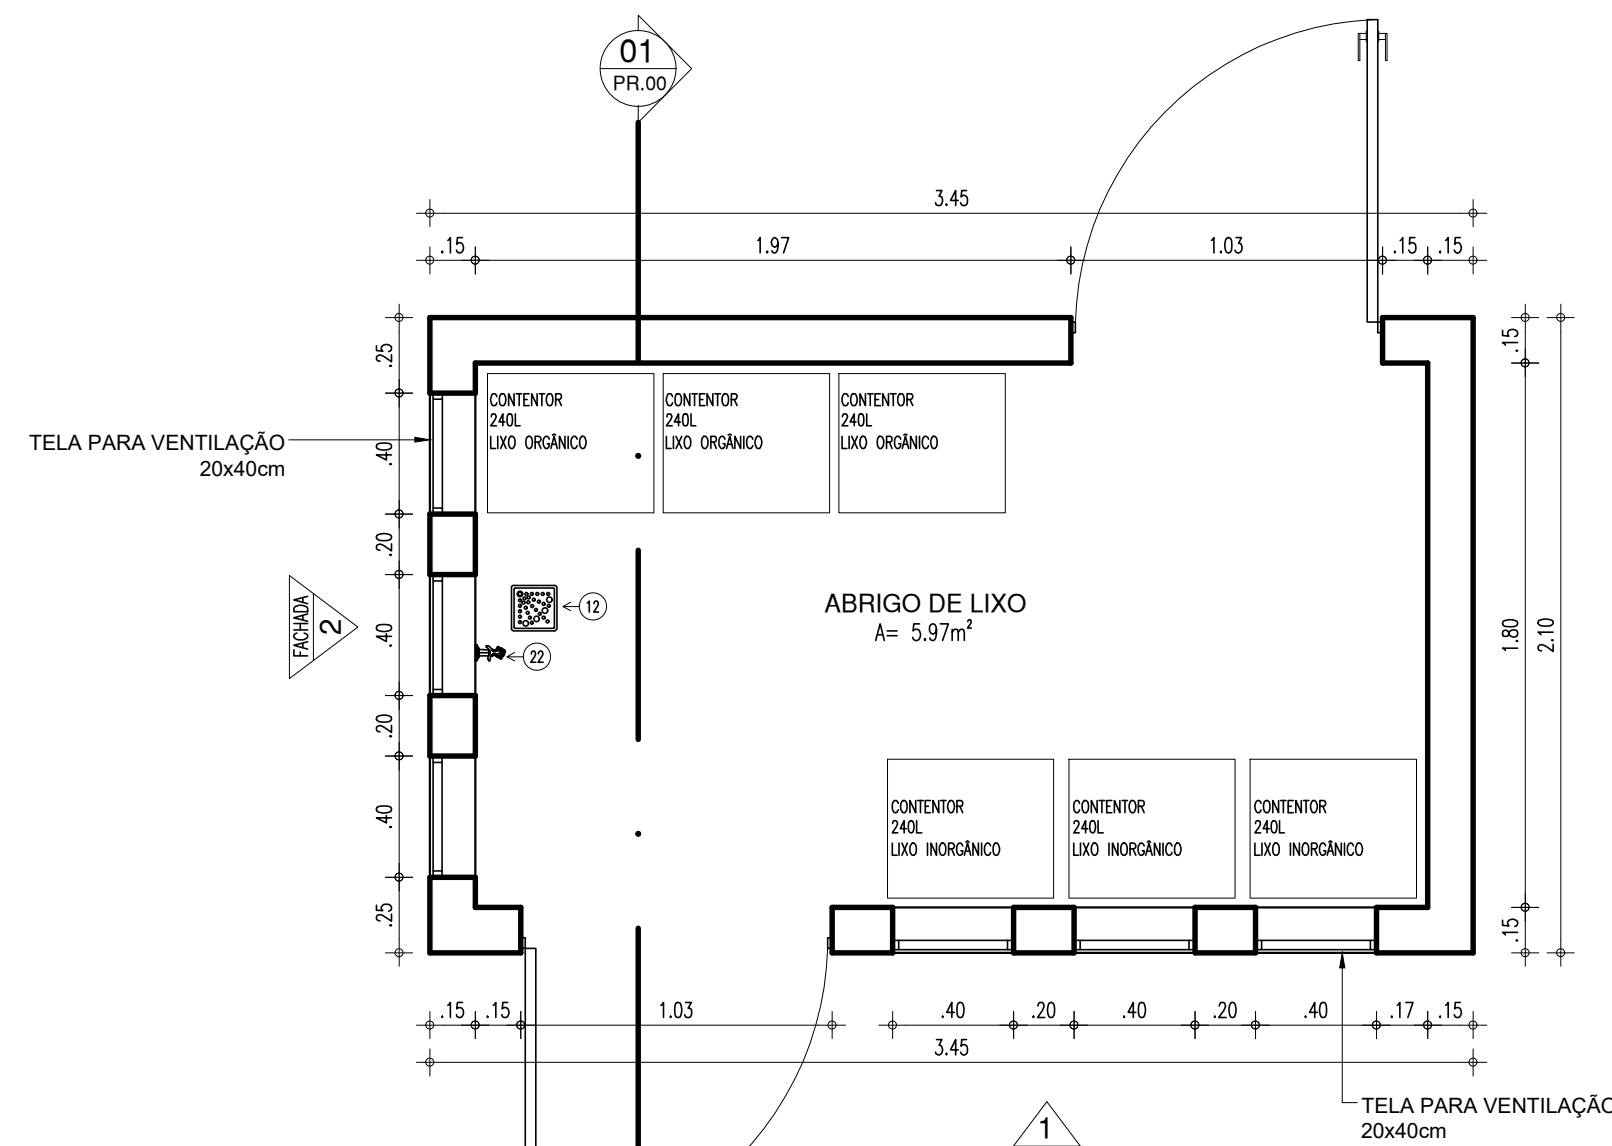 01
PR.00
3.45
.15
1.97
1.03
.15
.15
.25
.40
.20
.40
.20
.40
.25
TELA PARA VENTILAÇÃO
20x40cm
FACHADA
2
CONTENTOR
240L
LIXO ORGÂNICO
CONTENTOR
240L
LIXO ORGÂNICO
CONTENTOR
240L
LIXO ORGÂNICO
12
22
ABRIGO DE LIXO
A= 5.97m²
.15
1.80
2.10
.15
CONTENTOR
240L
LIXO INORGÂNICO
CONTENTOR
240L
LIXO INORGÂNICO
CONTENTOR
240L
LIXO INORGÂNICO
.15
.15
1.03
.40
.20
.40
.20
.40
.17
.15
3.45
1
TELA PARA VENTILAÇÃO
20x40cm